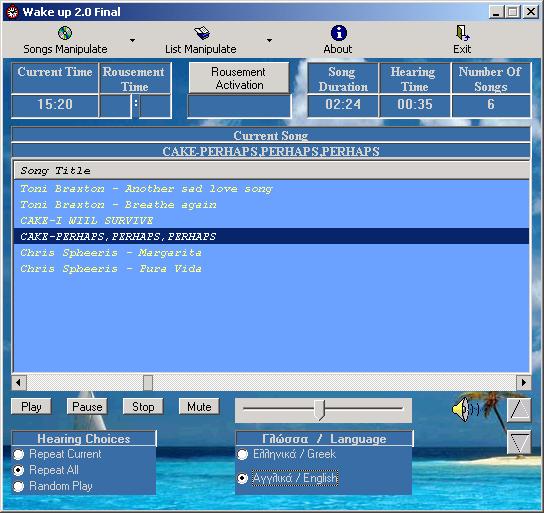 Wake up 2.0 Final
Songs Manipulate List Manipulate About Exit
Current Time Rousement Time Rousement Activation Song Duration Hearing Time Number Of Songs
15:20 : 02:24 00:35 6
Current Song
CAKE-PERHAPS,PERHAPS,PERHAPS
Song Title
Toni Braxton - Another sad love song
Toni Braxton - Breathe again
CAKE-I WIIL SURVIVE
CAKE-PERHAPS,PERHAPS,PERHAPS
Chris Spheeris - Margarita
Chris Spheeris - Pura Vida
Play Pause Stop Mute
Hearing Choices Γλώσσα / Language
Repeat Current Ελληνικά / Greek
Repeat All Αγγλικά / English
Random Play